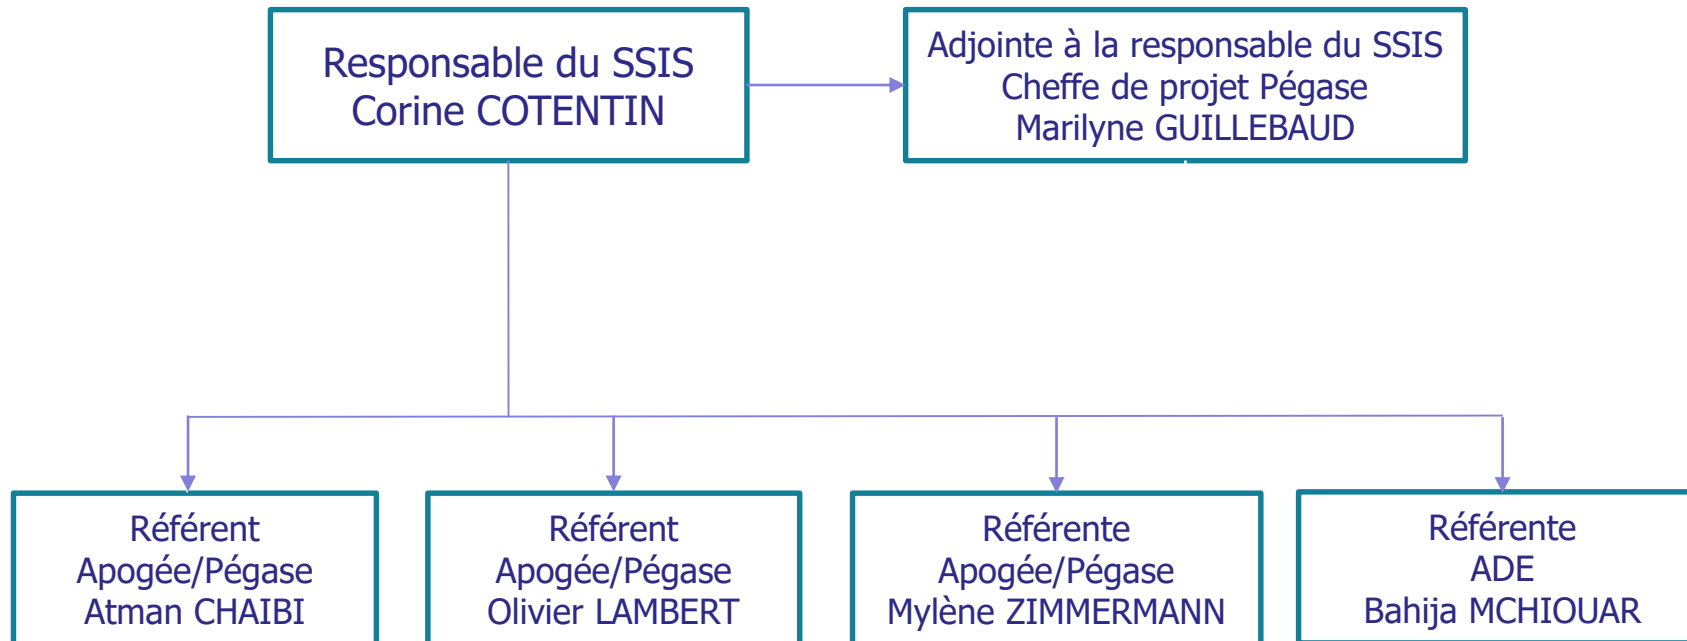 Responsable du SSIS
Corine COTENTIN
Adjointe à la responsable du SSIS
Cheffe de projet Pégase
Marilyne GUILLEBAUD
Référent
Apogée/Pégase
Atman CHAIBI
Référent
Apogée/Pégase
Olivier LAMBERT
Référente
Apogée/Pégase
Mylène ZIMMERMANN
Référente
ADE
Bahija MCHIOUAR